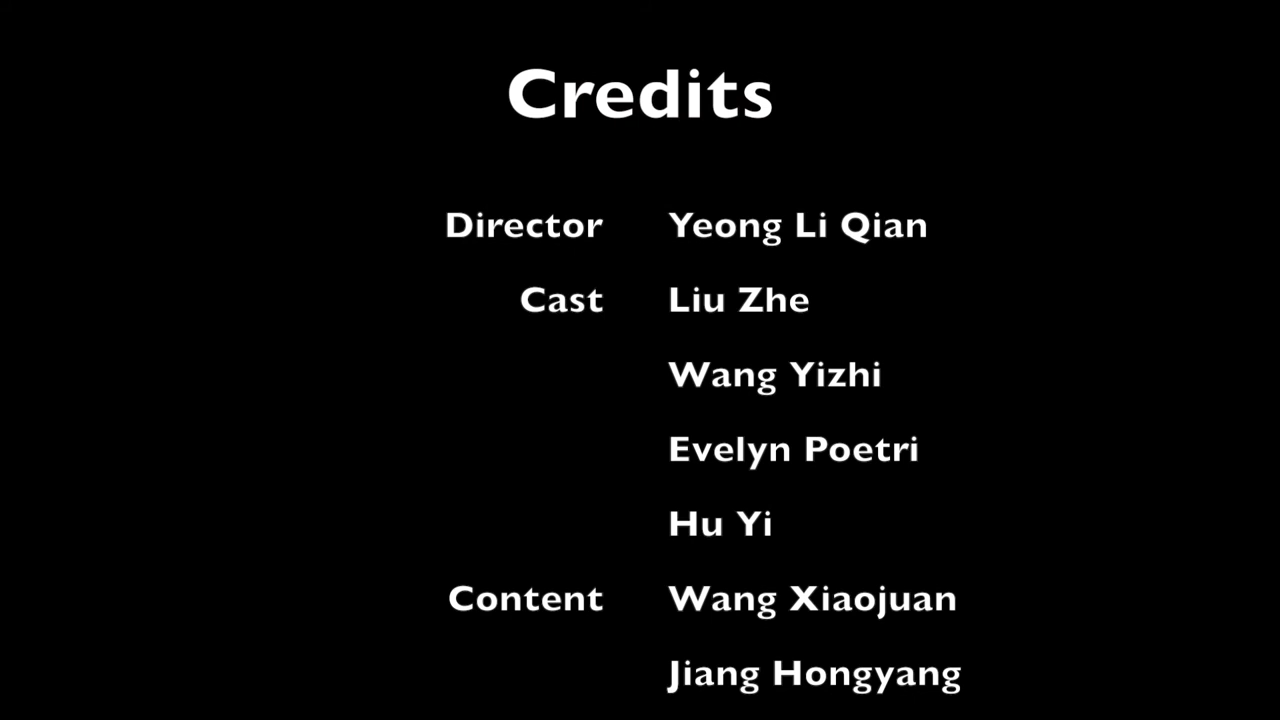 Credits
Director Yeong Li Qian
Cast Liu Zhe
Wang Yizhi
Evelyn Poetri
Hu Yi
Content Wang Xiaojuan
Jiang Hongyang